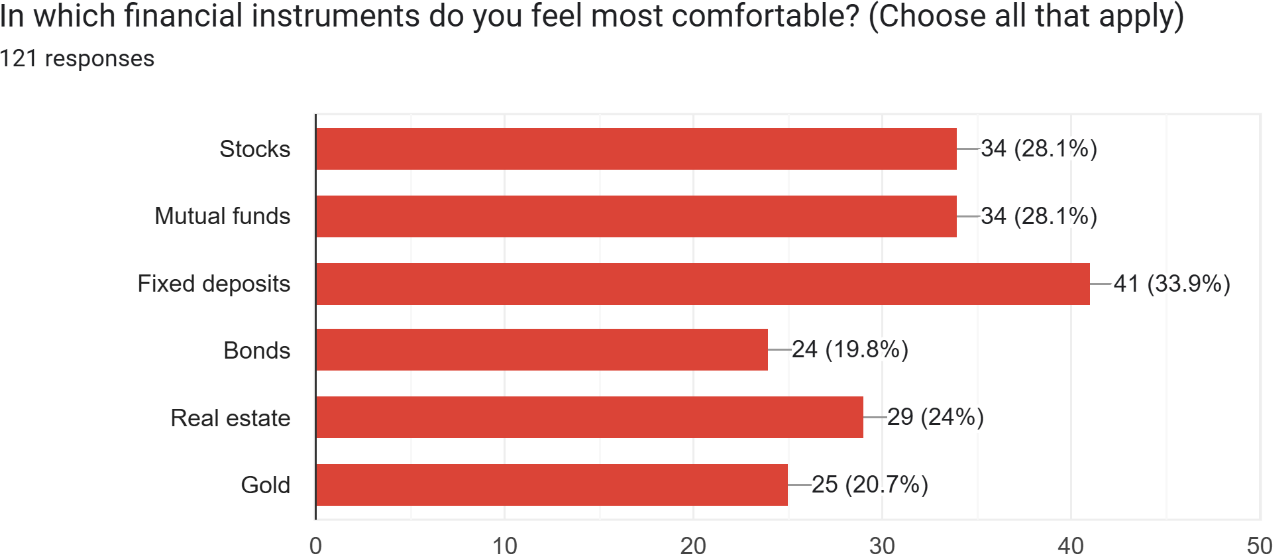 In which financial instruments do you feel most comfortable? (Choose all that apply)
121 responses
Stocks 34 (28.1%)
Mutual funds 34 (28.1%)
Fixed deposits 41 (33.9%)
Bonds 24 (19.8%)
Real estate 29 (24%)
Gold 25 (20.7%)
0 10 20 30 40 50